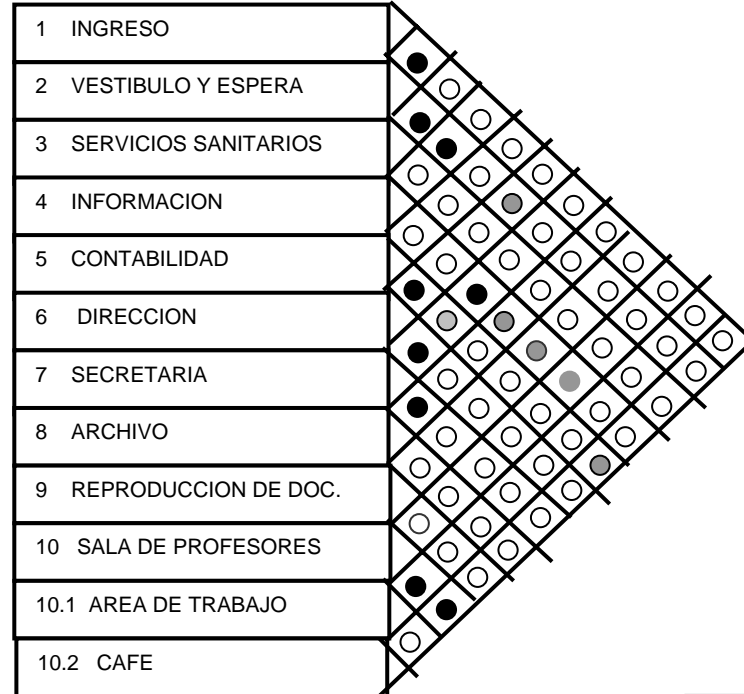 1 INGRESO
2 VESTIBULO Y ESPERA
3 SERVICIOS SANITARIOS
4 INFORMACION
5 CONTABILIDAD
6 DIRECCION
7 SECRETARIA
8 ARCHIVO
9 REPRODUCCION DE DOC.
10 SALA DE PROFESORES
10.1 AREA DE TRABAJO
10.2 CAFE